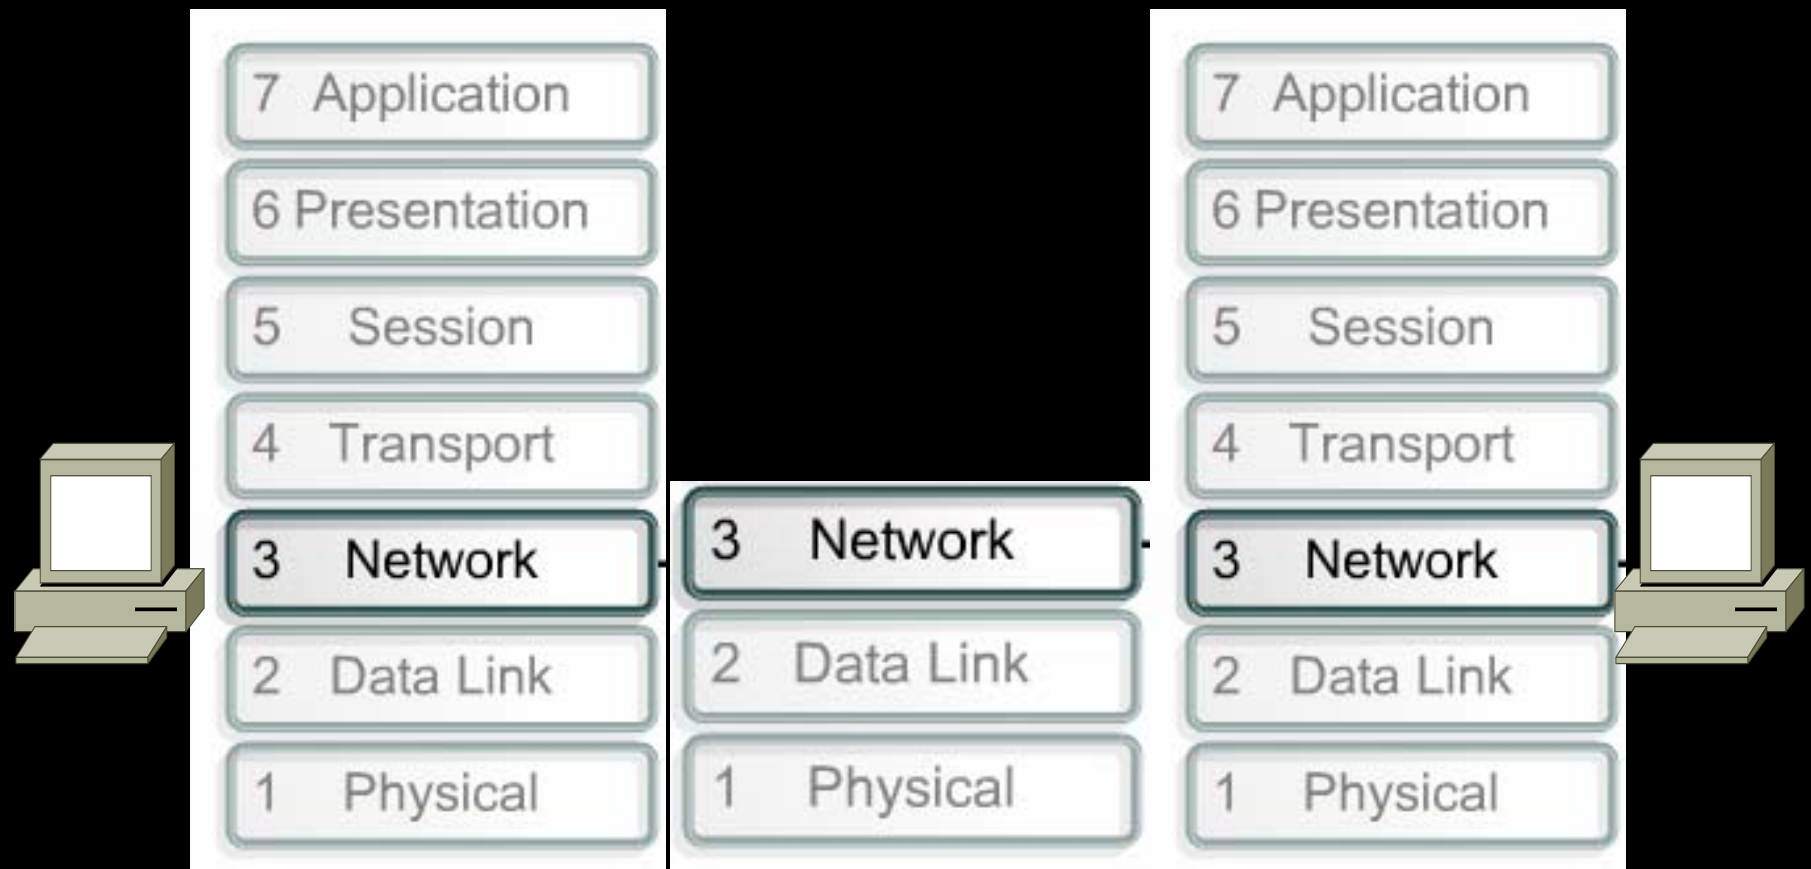 7 Application
6 Presentation
5 Session
4 Transport
3 Network
2 Data Link
1 Physical
3 Network
2 Data Link
1 Physical
7 Application
6 Presentation
5 Session
4 Transport
3 Network
2 Data Link
1 Physical